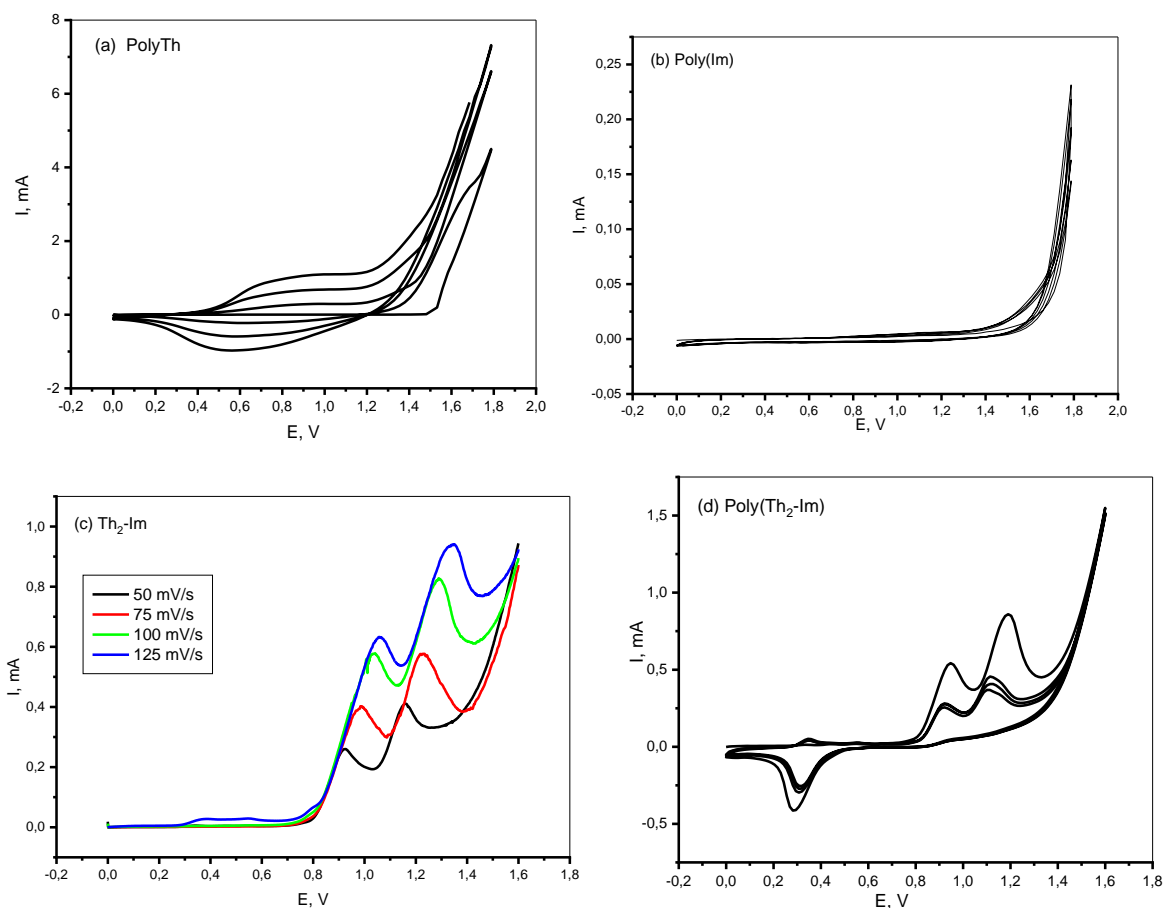 (a) PolyTh
8
6
4
2
0
-2
I, mA
-0,2 0,0 0,2 0,4 0,6 0,8 1,0 1,2 1,4 1,6 1,8 2,0
E, V
(b) Poly(Im)
0,25
0,20
0,15
0,10
0,05
0,00
-0,05
I, mA
-0,2 0,0 0,2 0,4 0,6 0,8 1,0 1,2 1,4 1,6 1,8 2,0
E, V
(c) Th₂-Im
1,0
0,8
0,6
0,4
0,2
0,0
I, mA
50 mV/s
75 mV/s
100 mV/s
125 mV/s
-0,2 0,0 0,2 0,4 0,6 0,8 1,0 1,2 1,4 1,6 1,8
E, V
(d) Poly(Th₂-Im)
1,5
1,0
0,5
0,0
-0,5
I, mA
-0,2 0,0 0,2 0,4 0,6 0,8 1,0 1,2 1,4 1,6 1,8
E, V